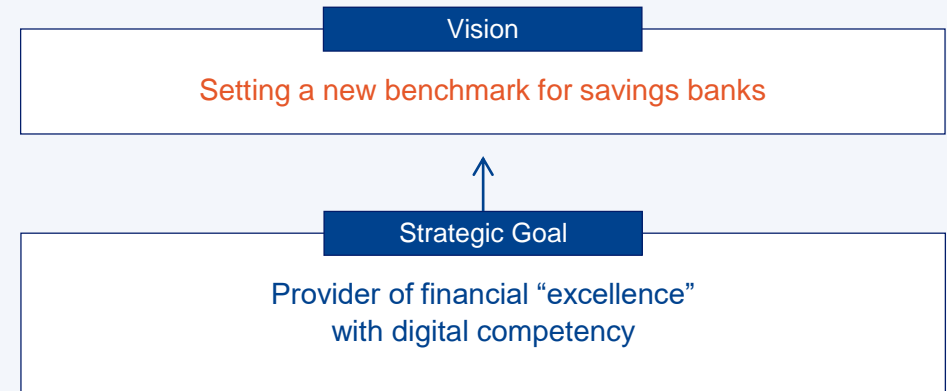 Vision
Setting a new benchmark for savings banks
Strategic Goal
Provider of financial “excellence”
with digital competency